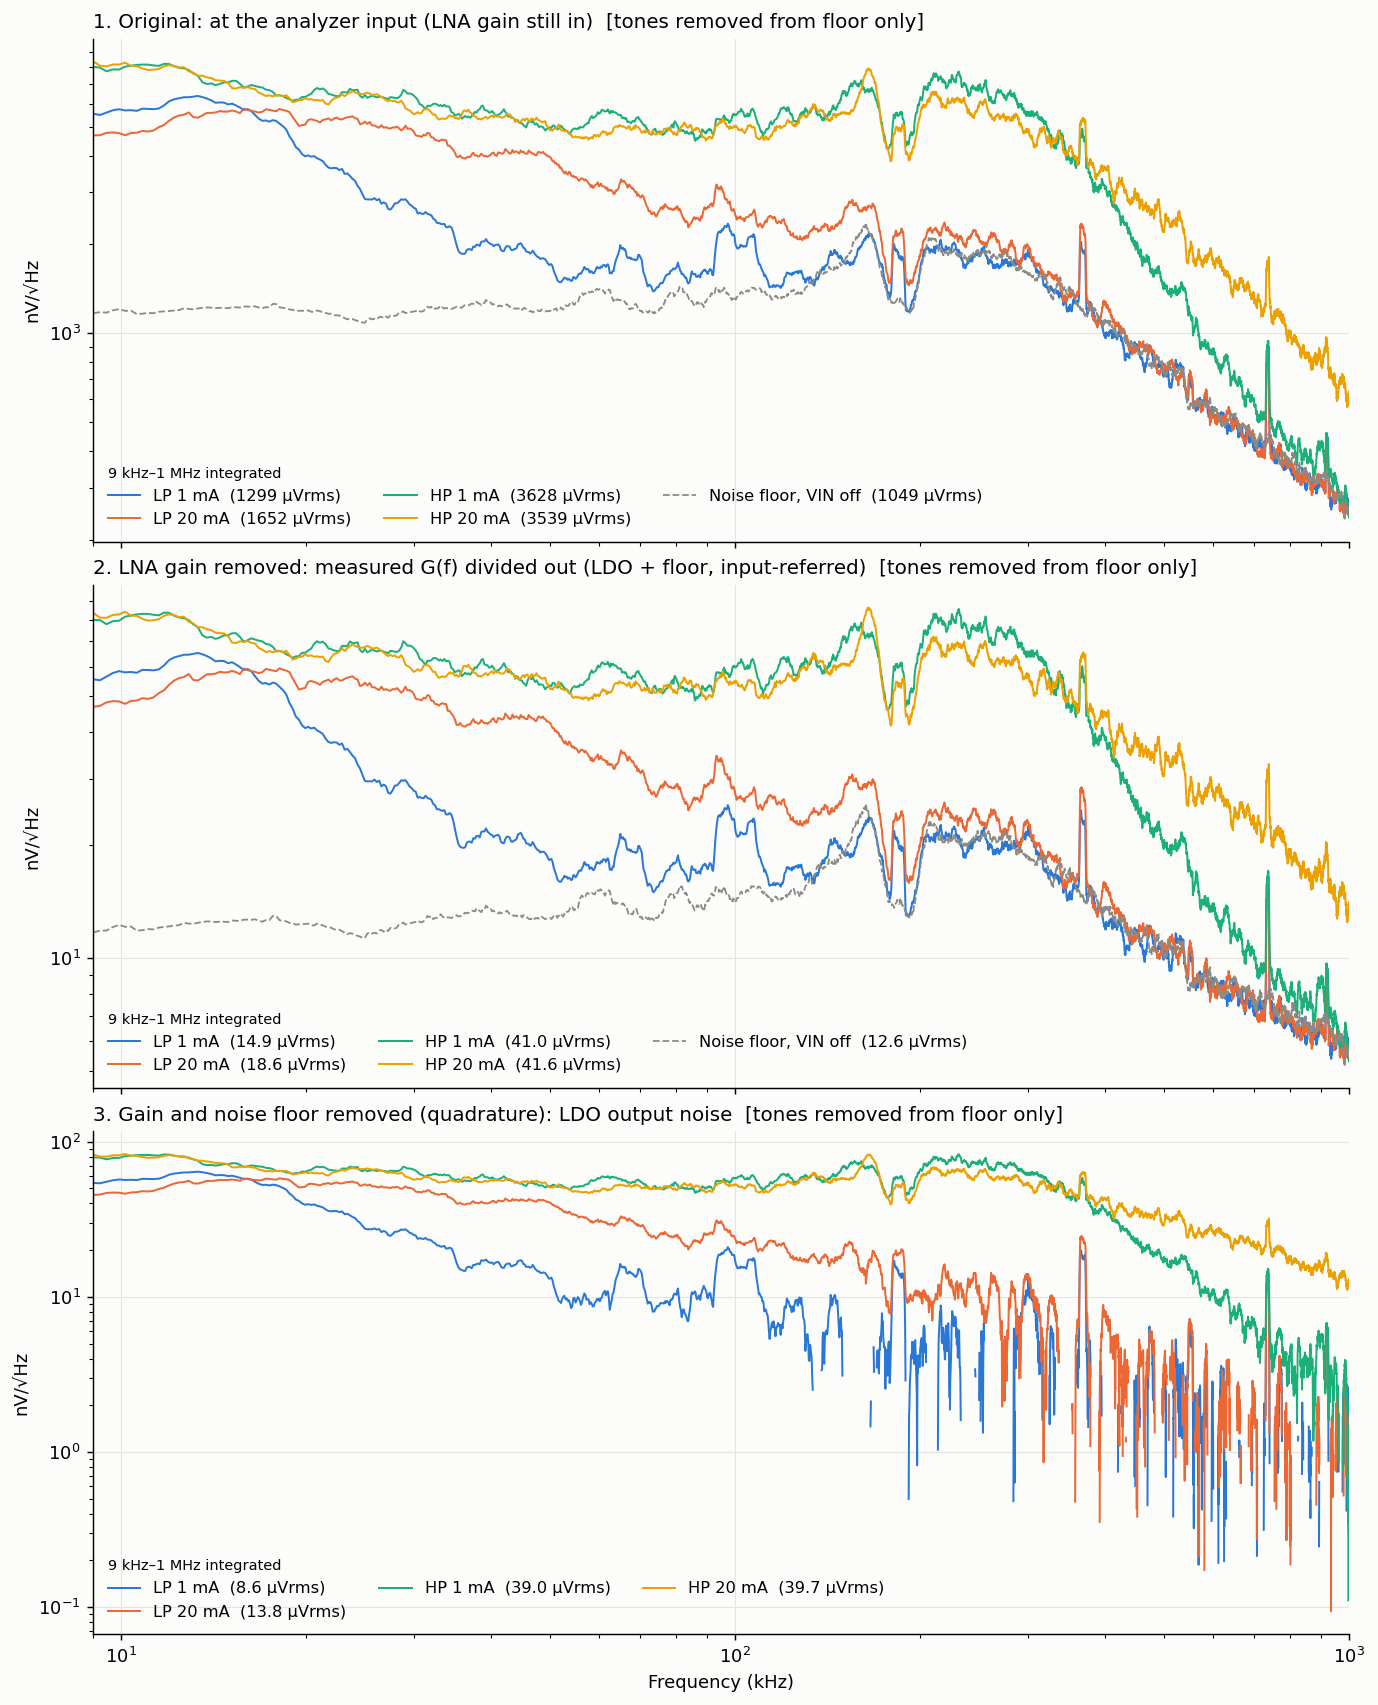 1. Original: at the analyzer input (LNA gain still in)  [tones removed from floor only]
nV/√Hz
10³
9 kHz–1 MHz integrated
LP 1 mA  (1299 µVrms)
HP 1 mA  (3628 µVrms)
Noise floor, VIN off  (1049 µVrms)
LP 20 mA  (1652 µVrms)
HP 20 mA  (3539 µVrms)
2. LNA gain removed: measured G(f) divided out (LDO + floor, input-referred)  [tones removed from floor only]
nV/√Hz
10¹
9 kHz–1 MHz integrated
LP 1 mA  (14.9 µVrms)
HP 1 mA  (41.0 µVrms)
Noise floor, VIN off  (12.6 µVrms)
LP 20 mA  (18.6 µVrms)
HP 20 mA  (41.6 µVrms)
3. Gain and noise floor removed (quadrature): LDO output noise  [tones removed from floor only]
10²
10¹
nV/√Hz
10⁰
9 kHz–1 MHz integrated
LP 1 mA  (8.6 µVrms)
HP 1 mA  (39.0 µVrms)
HP 20 mA  (39.7 µVrms)
10⁻¹
LP 20 mA  (13.8 µVrms)
10¹
10²
10³
Frequency (kHz)